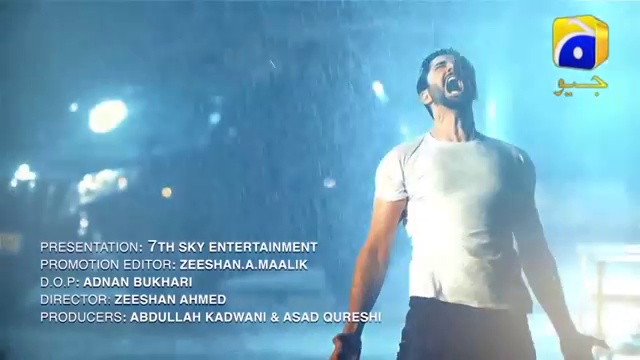 جیو
PRESENTATION: 7TH SKY ENTERTAINMENT
PROMOTION EDITOR: ZEESHAN.A.MAALIK
D.O.P: ADNAN BUKHARI
DIRECTOR: ZEESHAN AHMED
PRODUCERS: ABDULLAH KADWANI & ASAD QURESHI